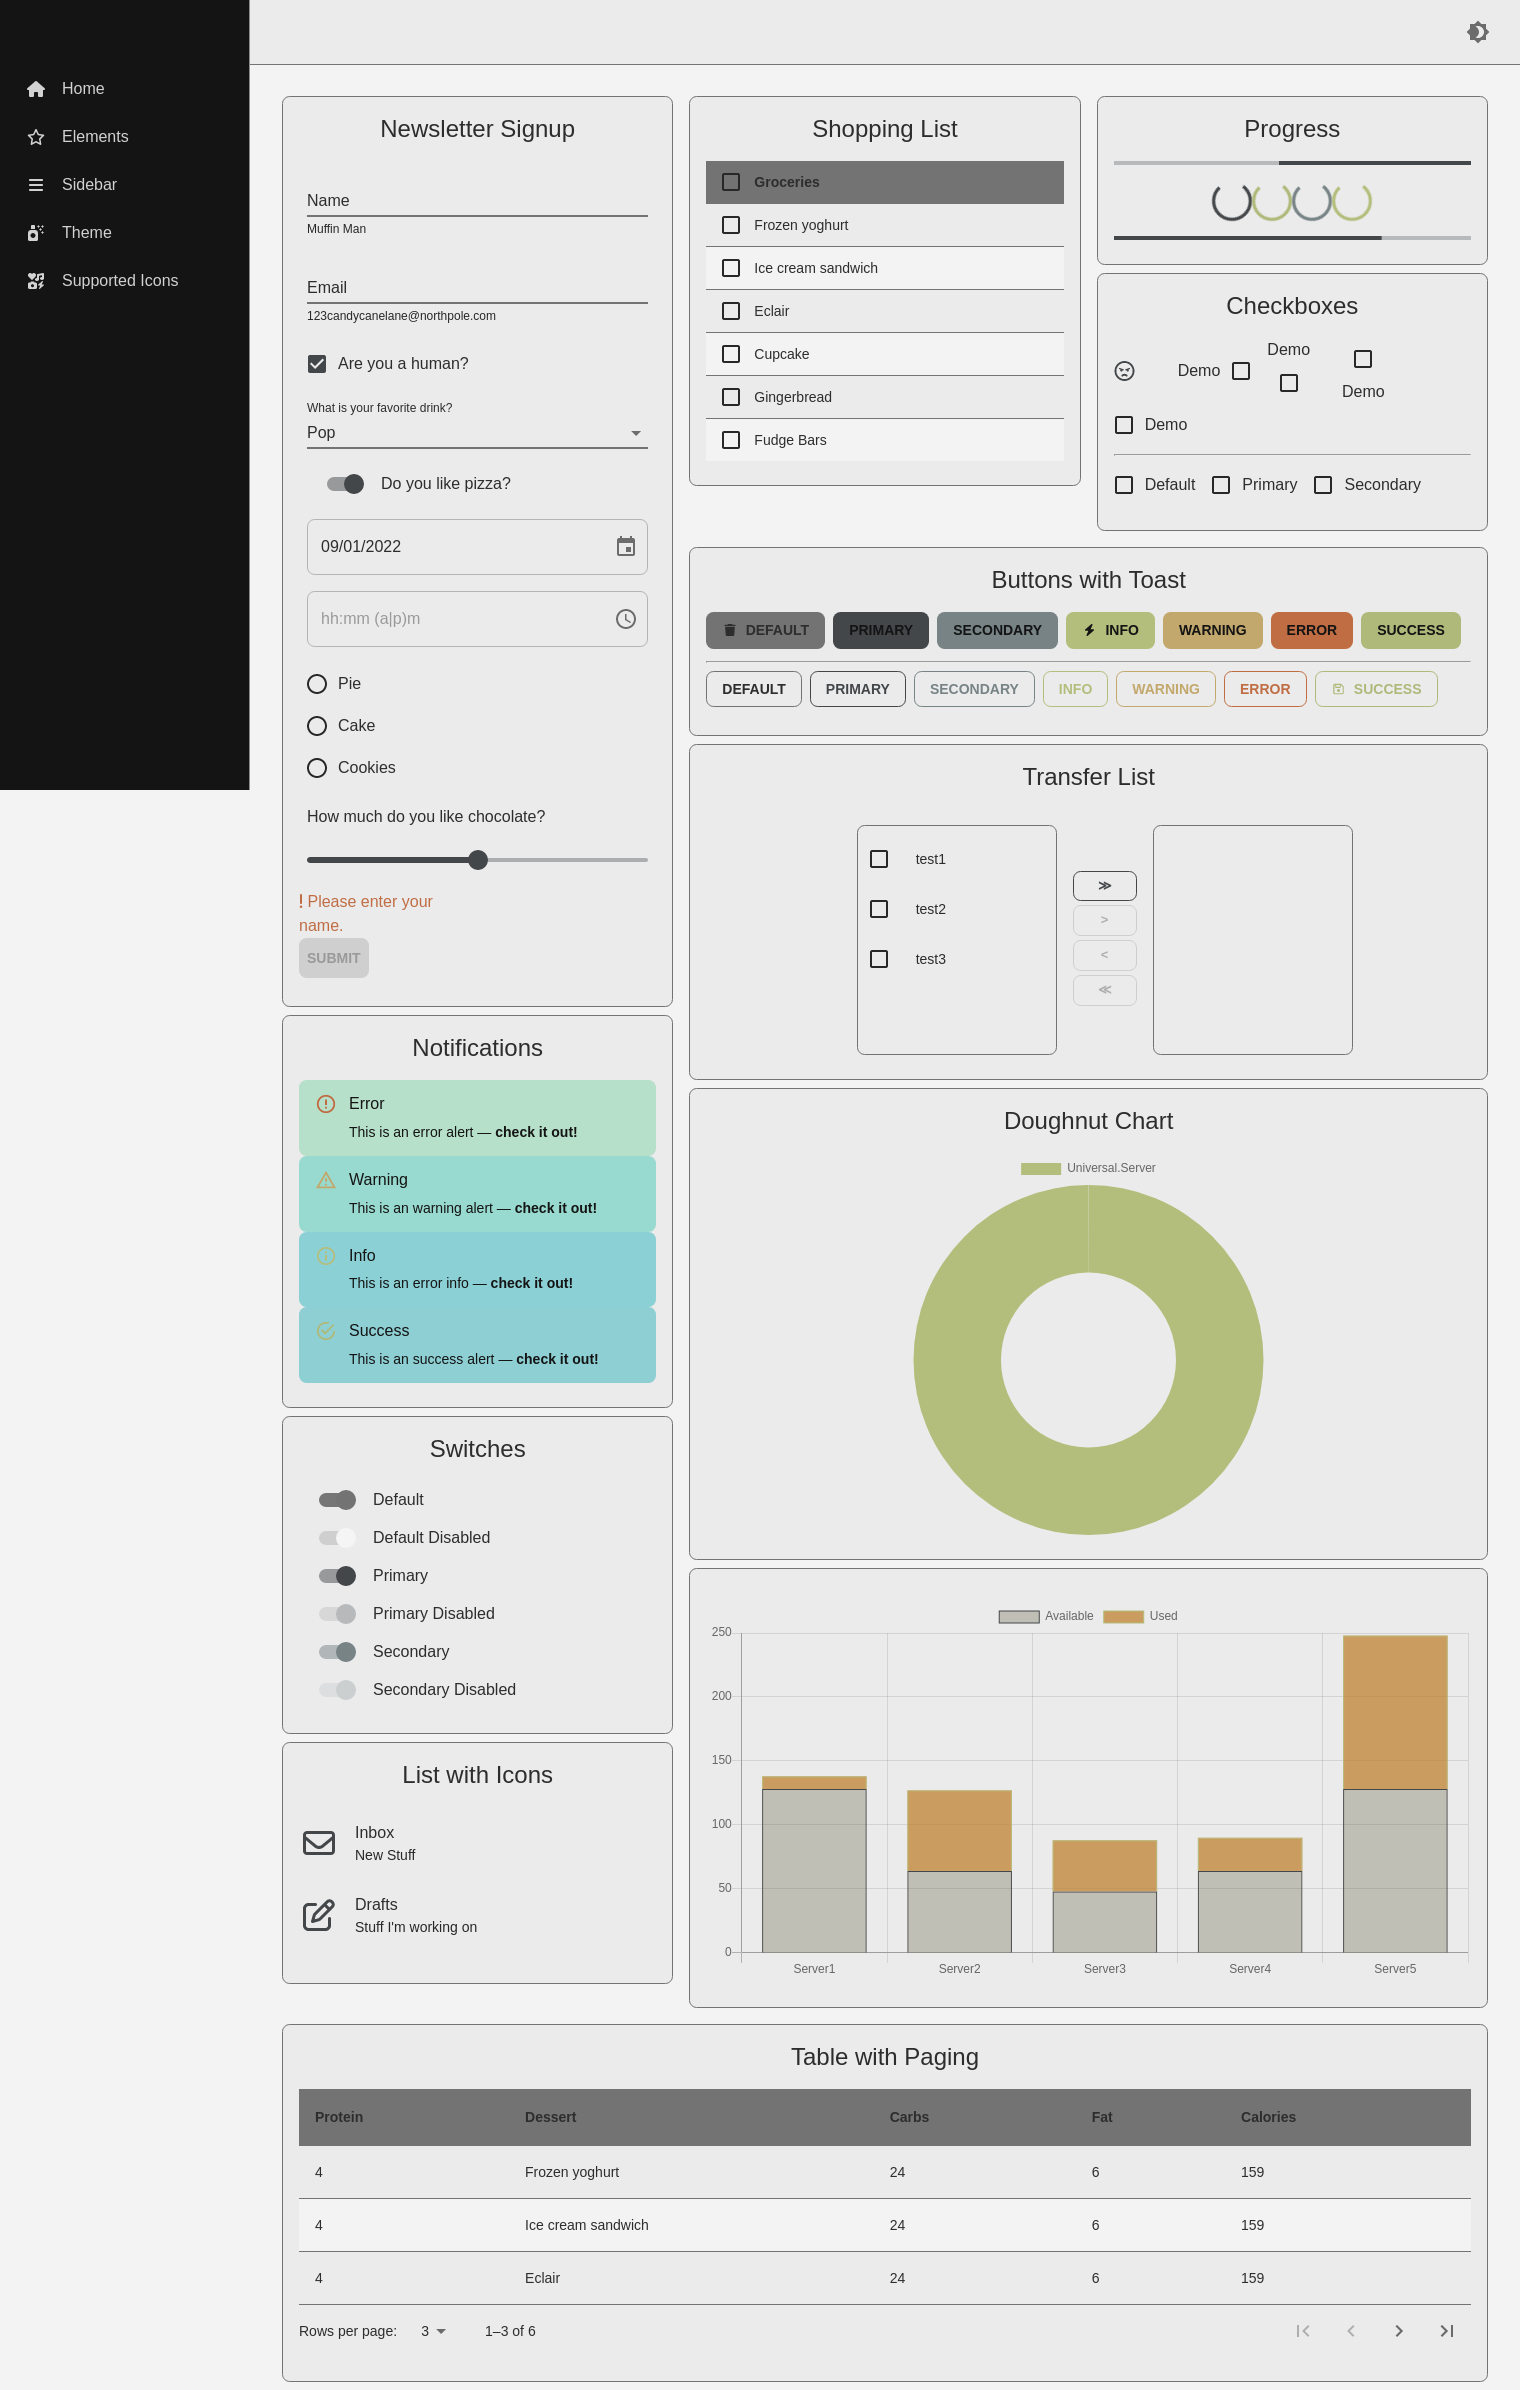 Home
Elements
Sidebar
Theme
Supported Icons
Newsletter Signup
Name
Muffin Man
Email
123candycanelane@northpole.com
Are you a human?
What is your favorite drink?
Pop
Do you like pizza?
09/01/2022
hh:mm (a|p)m
Pie
Cake
Cookies
How much do you like chocolate?
! Please enter your
name.
SUBMIT
Shopping List
Groceries
Frozen yoghurt
Ice cream sandwich
Eclair
Cupcake
Gingerbread
Fudge Bars
Progress
Checkboxes
Demo
Demo
Demo
Demo
Default Primary Secondary
Buttons with Toast
DEFAULT PRIMARY SECONDARY INFO WARNING ERROR SUCCESS
DEFAULT PRIMARY SECONDARY INFO WARNING ERROR SUCCESS
Transfer List
test1
test2
test3
≫
>
<
≪
Notifications
Error
This is an error alert — check it out!
Warning
This is an warning alert — check it out!
Info
This is an error info — check it out!
Success
This is an success alert — check it out!
Doughnut Chart
Universal.Server
Switches
Default
Default Disabled
Primary
Primary Disabled
Secondary
Secondary Disabled
List with Icons
Inbox
New Stuff
Drafts
Stuff I'm working on
Available Used
250
200
150
100
50
0
Server1 Server2 Server3 Server4 Server5
Table with Paging
Protein Dessert Carbs Fat Calories
4 Frozen yoghurt 24 6 159
4 Ice cream sandwich 24 6 159
4 Eclair 24 6 159
Rows per page: 3 1–3 of 6